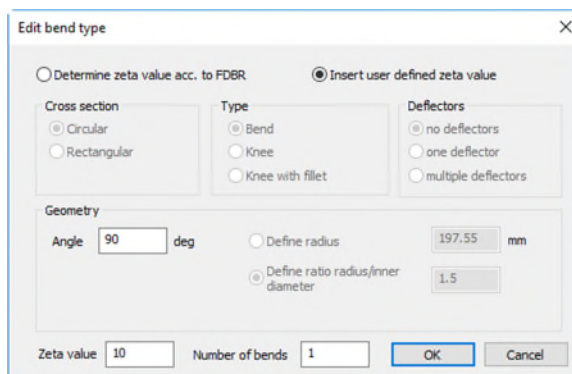 Edit bend type
Determine zeta value acc. to FDBR
Insert user defined zeta value
Cross section
Type
Deflectors
Circular
Bend
no deflectors
Rectangular
Knee
one deflector
Knee with fillet
multiple deflectors
Geometry
Angle 90 deg
Define radius
197.55 mm
Define ratio radius/inner
diameter
1.5
Zeta value 10
Number of bends 1
OK
Cancel